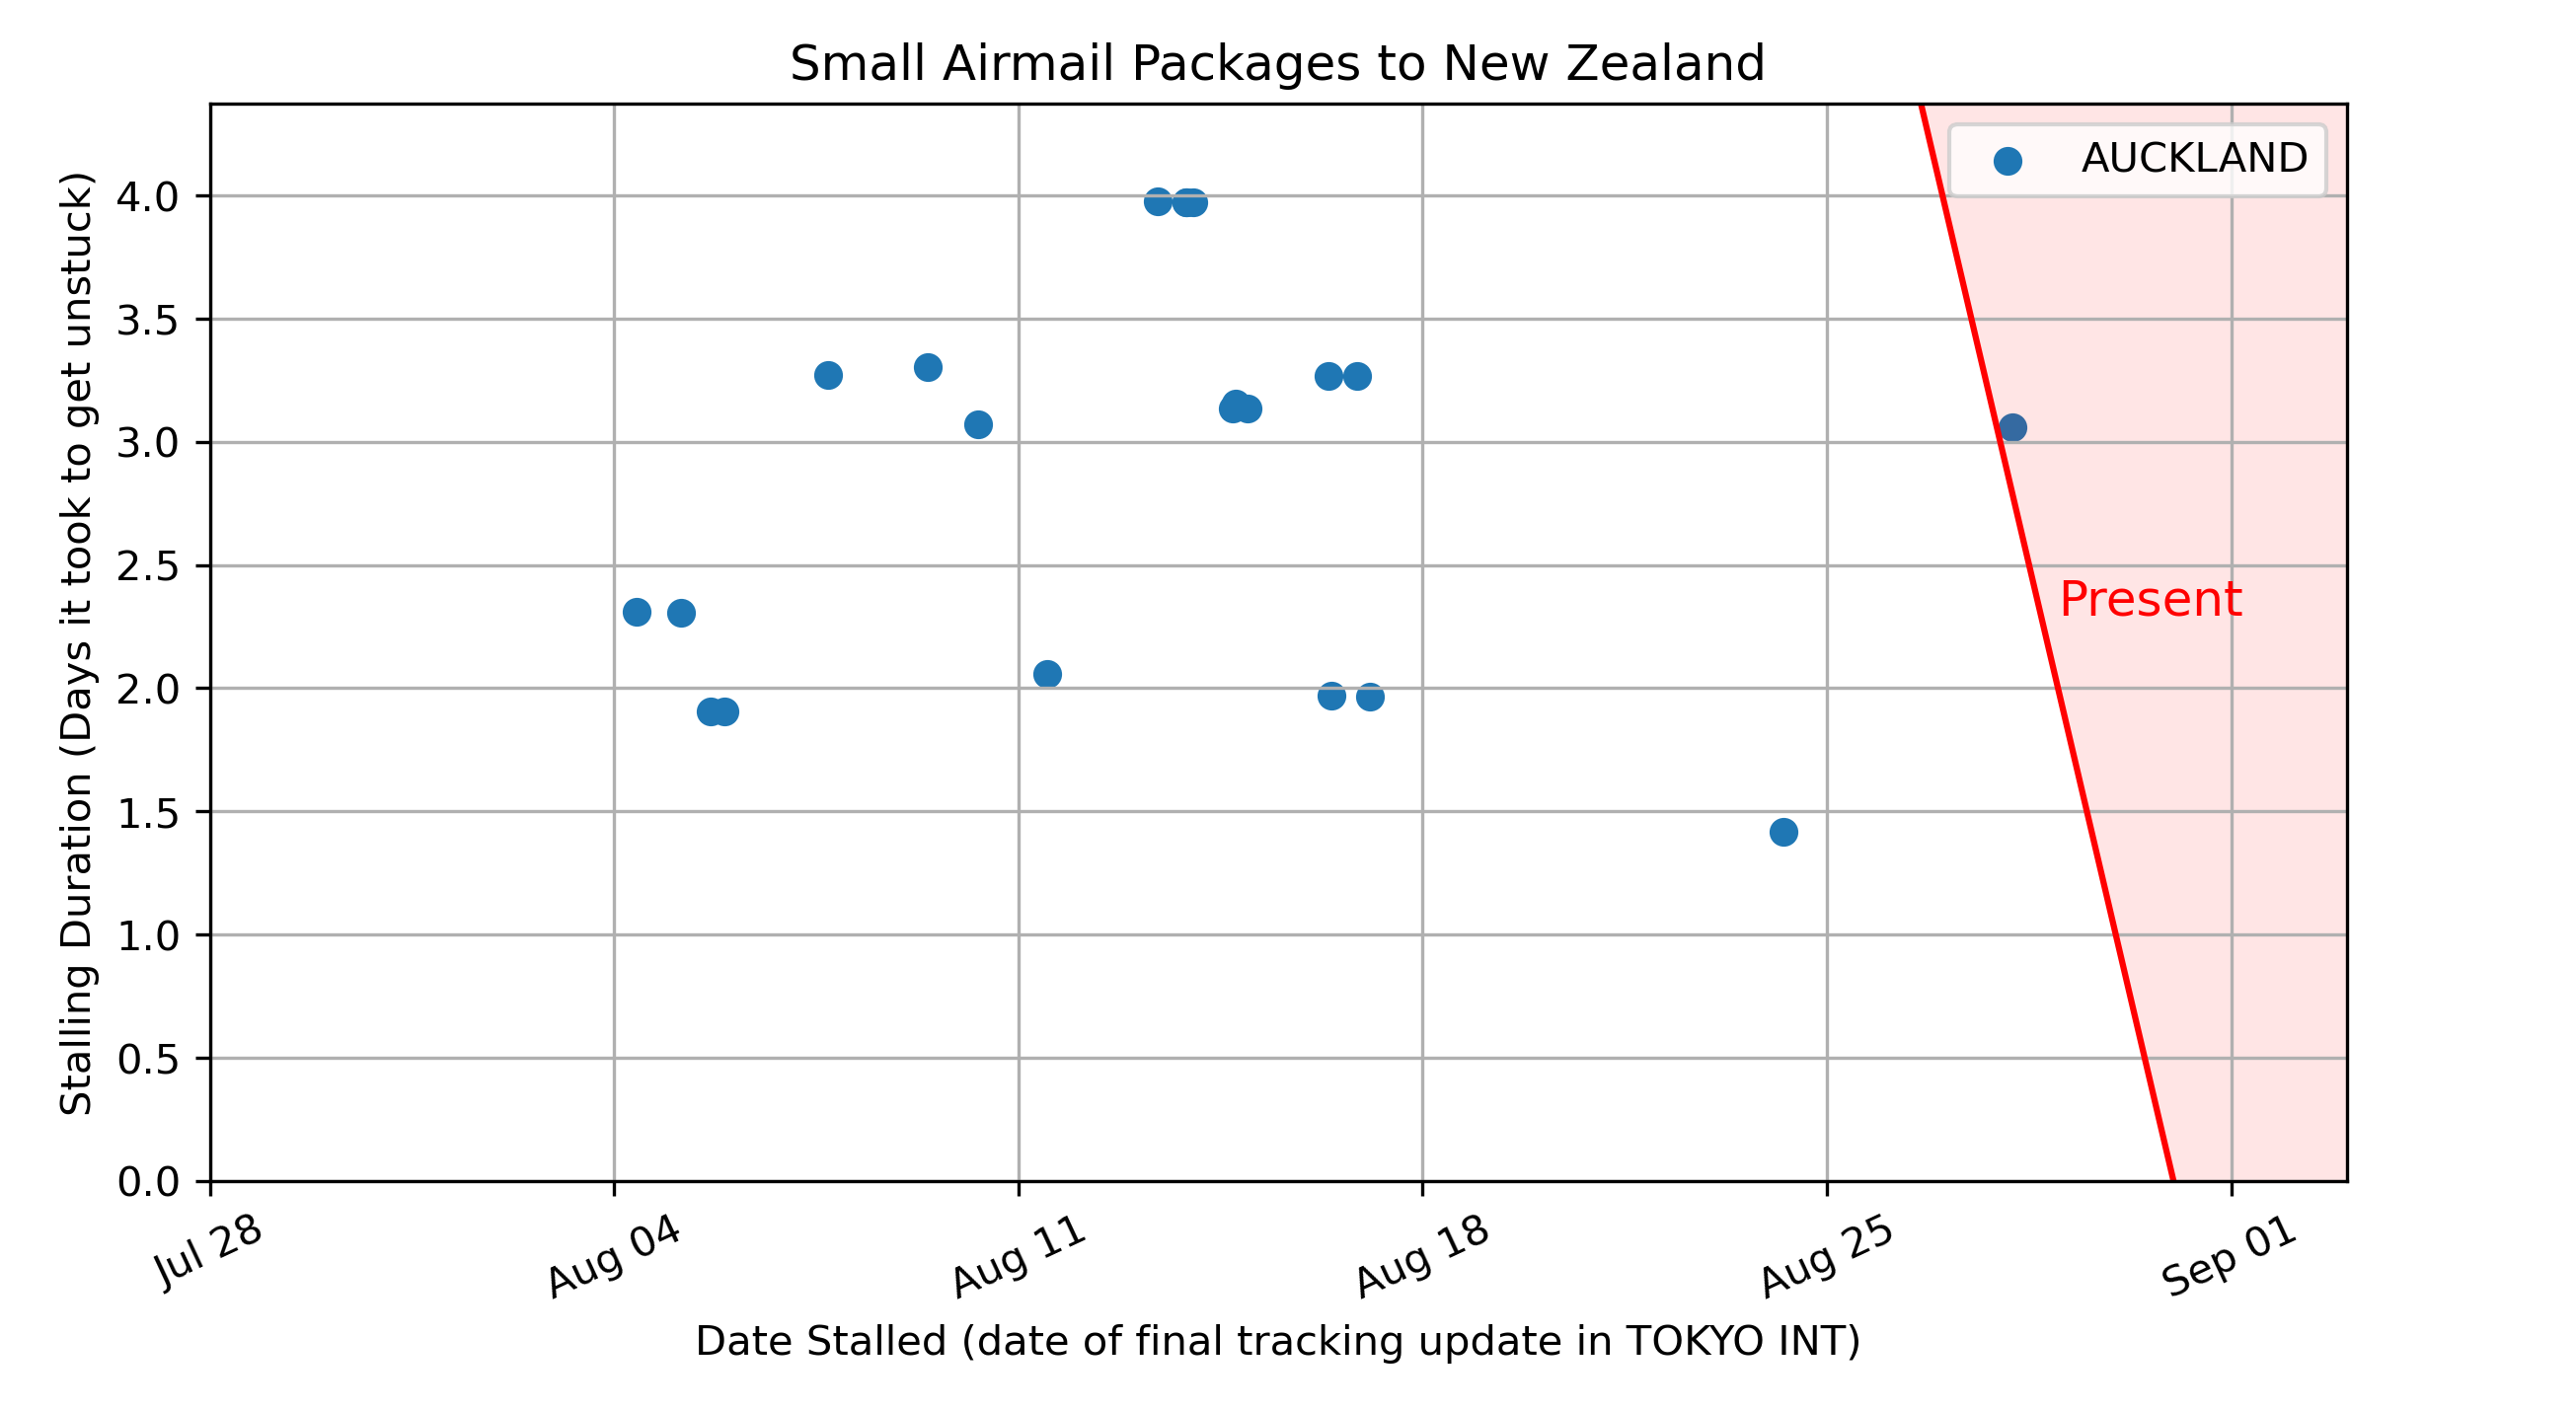 Small Airmail Packages to New Zealand
AUCKLAND
Present
Stalling Duration (Days it took to get unstuck)
4.0
3.5
3.0
2.5
2.0
1.5
1.0
0.5
0.0
Jul 28
Aug 04
Aug 11
Aug 18
Aug 25
Sep 01
Date Stalled (date of final tracking update in TOKYO INT)